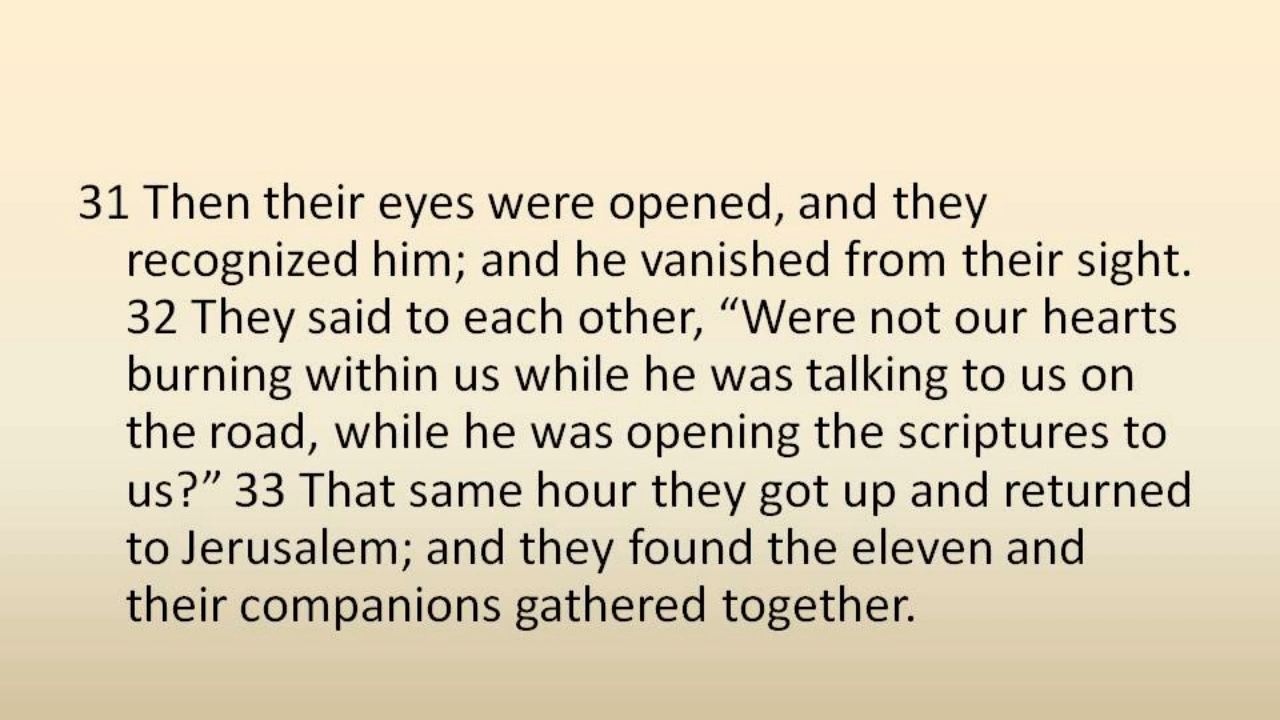 31 Then their eyes were opened, and they
recognized him; and he vanished from their sight.
32 They said to each other, “Were not our hearts
burning within us while he was talking to us on
the road, while he was opening the scriptures to
us?” 33 That same hour they got up and returned
to Jerusalem; and they found the eleven and
their companions gathered together.